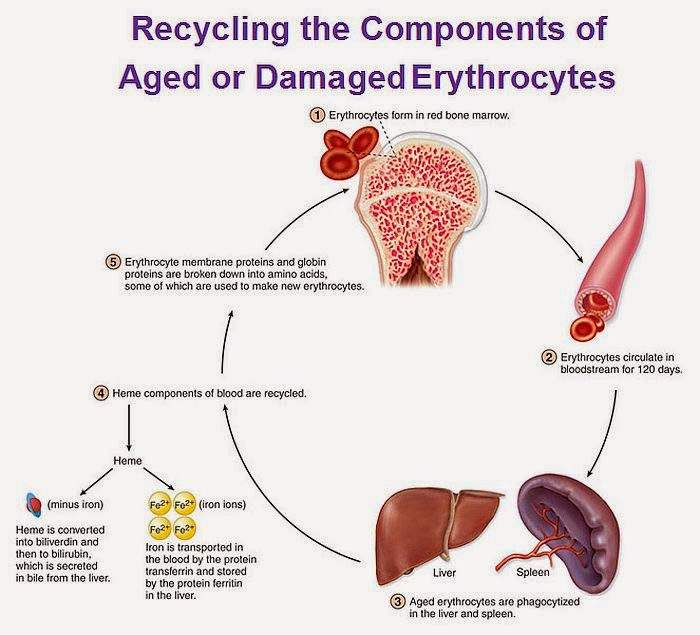 Recycling the Components of
Aged or Damaged Erythrocytes
1 Erythrocytes form in red bone marrow.
2 Erythrocytes circulate in
bloodstream for 120 days.
Liver
Spleen
3 Aged erythrocytes are phagocytized
in the liver and spleen.
4 Heme components of blood are recycled.
Heme
(minus iron)
Heme is converted
into biliverdin and
then to bilirubin,
which is secreted
in bile from the liver.
Fe2+ Fe2+ (iron ions)
Fe2+ Fe2+
Iron is transported in
the blood by the protein
transferrin and stored
by the protein ferritin
in the liver.
5 Erythrocyte membrane proteins and globin
proteins are broken down into amino acids,
some of which are used to make new erythrocytes.